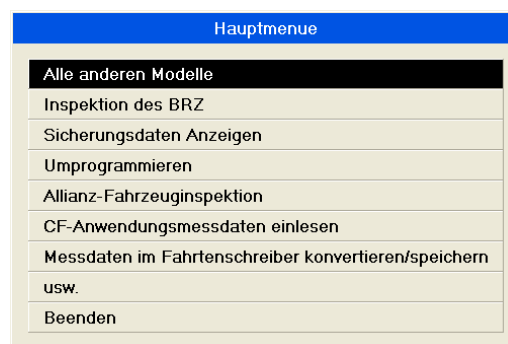 Hauptmenue
Alle anderen Modelle
Inspektion des BRZ
Sicherungsdaten Anzeigen
Umprogrammieren
Allianz-Fahrzeuginspektion
CF-Anwendungsmessdaten einlesen
Messdaten im Fahrtenschreiber konvertieren/speichern
usw.
Beenden